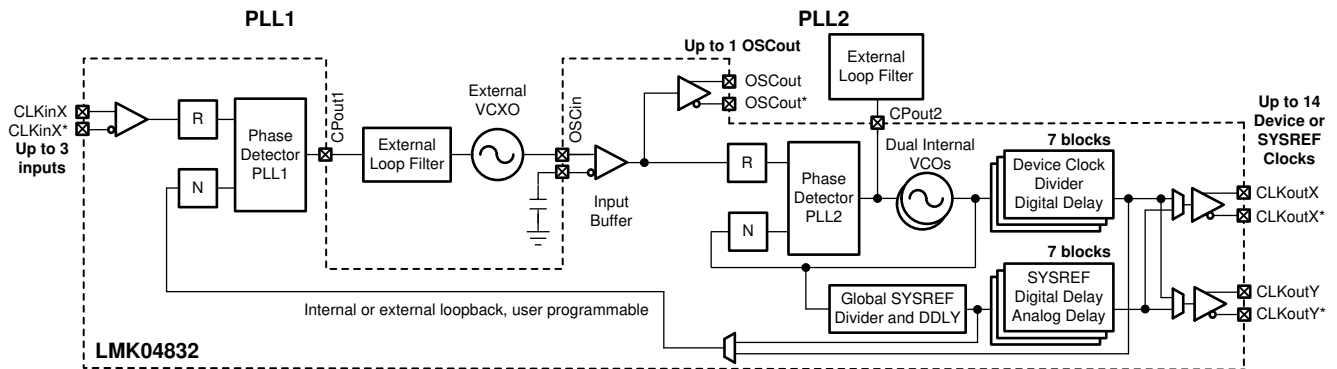 PLL1
PLL2
Up to 1 OSCout
External
Loop Filter
OSCout
OSCout*
CLKinX
CLKinX*
Up to 3
inputs
R
N
Phase
Detector
PLL1
CPout1
External
Loop Filter
External
VCXO
OSCin
Input
Buffer
R
N
Phase
Detector
PLL2
CPout2
Dual Internal
VCOs
7 blocks
Device Clock
Divider
Digital Delay
7 blocks
SYSREF
Digital Delay
Analog Delay
Global SYSREF
Divider and DDLY
Up to 14
Device or
SYSREF
Clocks
CLKoutX
CLKoutX*
CLKoutY
CLKoutY*
Internal or external loopback, user programmable
LMK04832